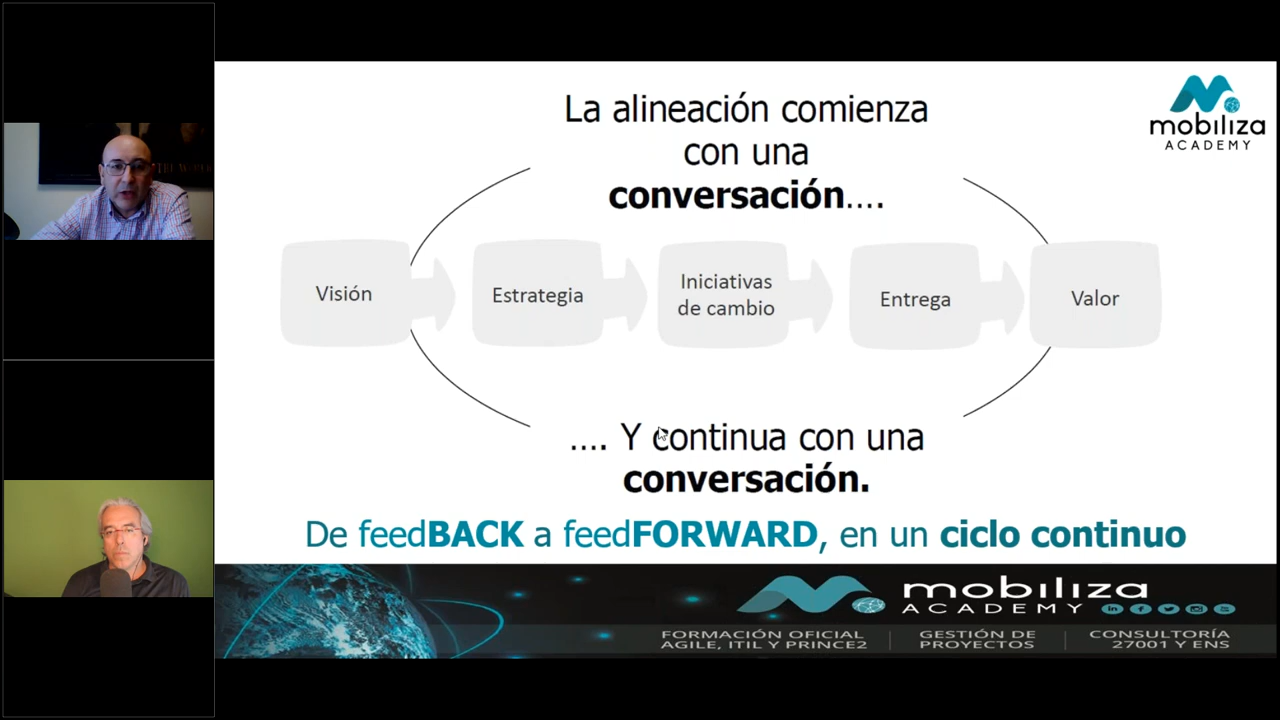 La alineación comienza
con una
conversación....
mobiliza
ACADEMY
Visión
Estrategia
Iniciativas
de cambio
Entrega
Valor
.... Y continua con una
conversación.
De feedBACK a feedFORWARD, en un ciclo continuo
mobiliza
ACADEMY
FORMACIÓN OFICIAL
AGILE, ITIL Y PRINCE2
GESTIÓN DE
PROYECTOS
CONSULTORÍA
27001 Y ENS